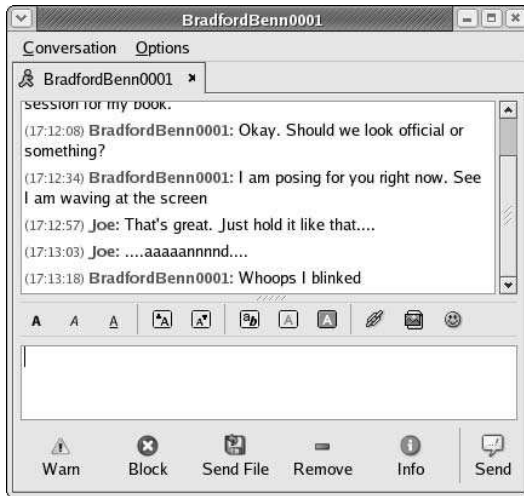 BradfordBenn0001
Conversation Options
BradfordBenn0001
session for my book.
(17:12:08) BradfordBenn0001: Okay. Should we look official or
something?
(17:12:34) BradfordBenn0001: I am posing for you right now. See
I am waving at the screen
(17:12:57) Joe: That's great. Just hold it like that....
(17:13:03) Joe: ....aaaaannnnd....
(17:13:18) BradfordBenn0001: Whoops I blinked
A A A A A ab A A
Warn Block Send File Remove Info Send